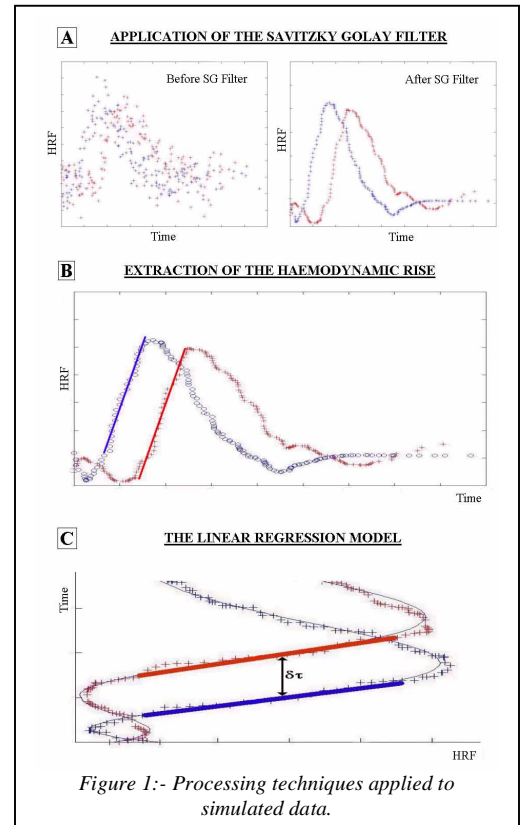 A APPLICATION OF THE SAVITZKY GOLAY FILTER
Before SG Filter
After SG Filter
HRF
HRF
Time
Time
B EXTRACTION OF THE HAEMODYNAMIC RISE
HRF
Time
C THE LINEAR REGRESSION MODEL
Time
δτ
HRF
Figure 1:- Processing techniques applied to
simulated data.